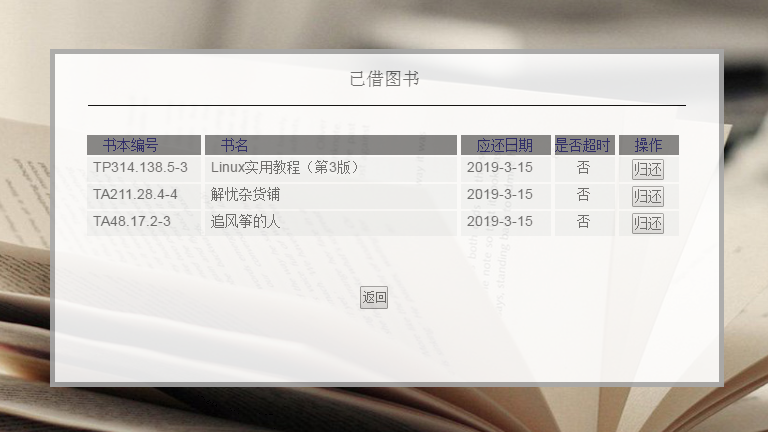 已借图书
书本编号 书名 应还日期 是否超时 操作
TP314.138.5-3 Linux实用教程（第3版） 2019-3-15 否 归还
TA211.28.4-4 解忧杂货铺 2019-3-15 否 归还
TA48.17.2-3 追风筝的人 2019-3-15 否 归还
返回